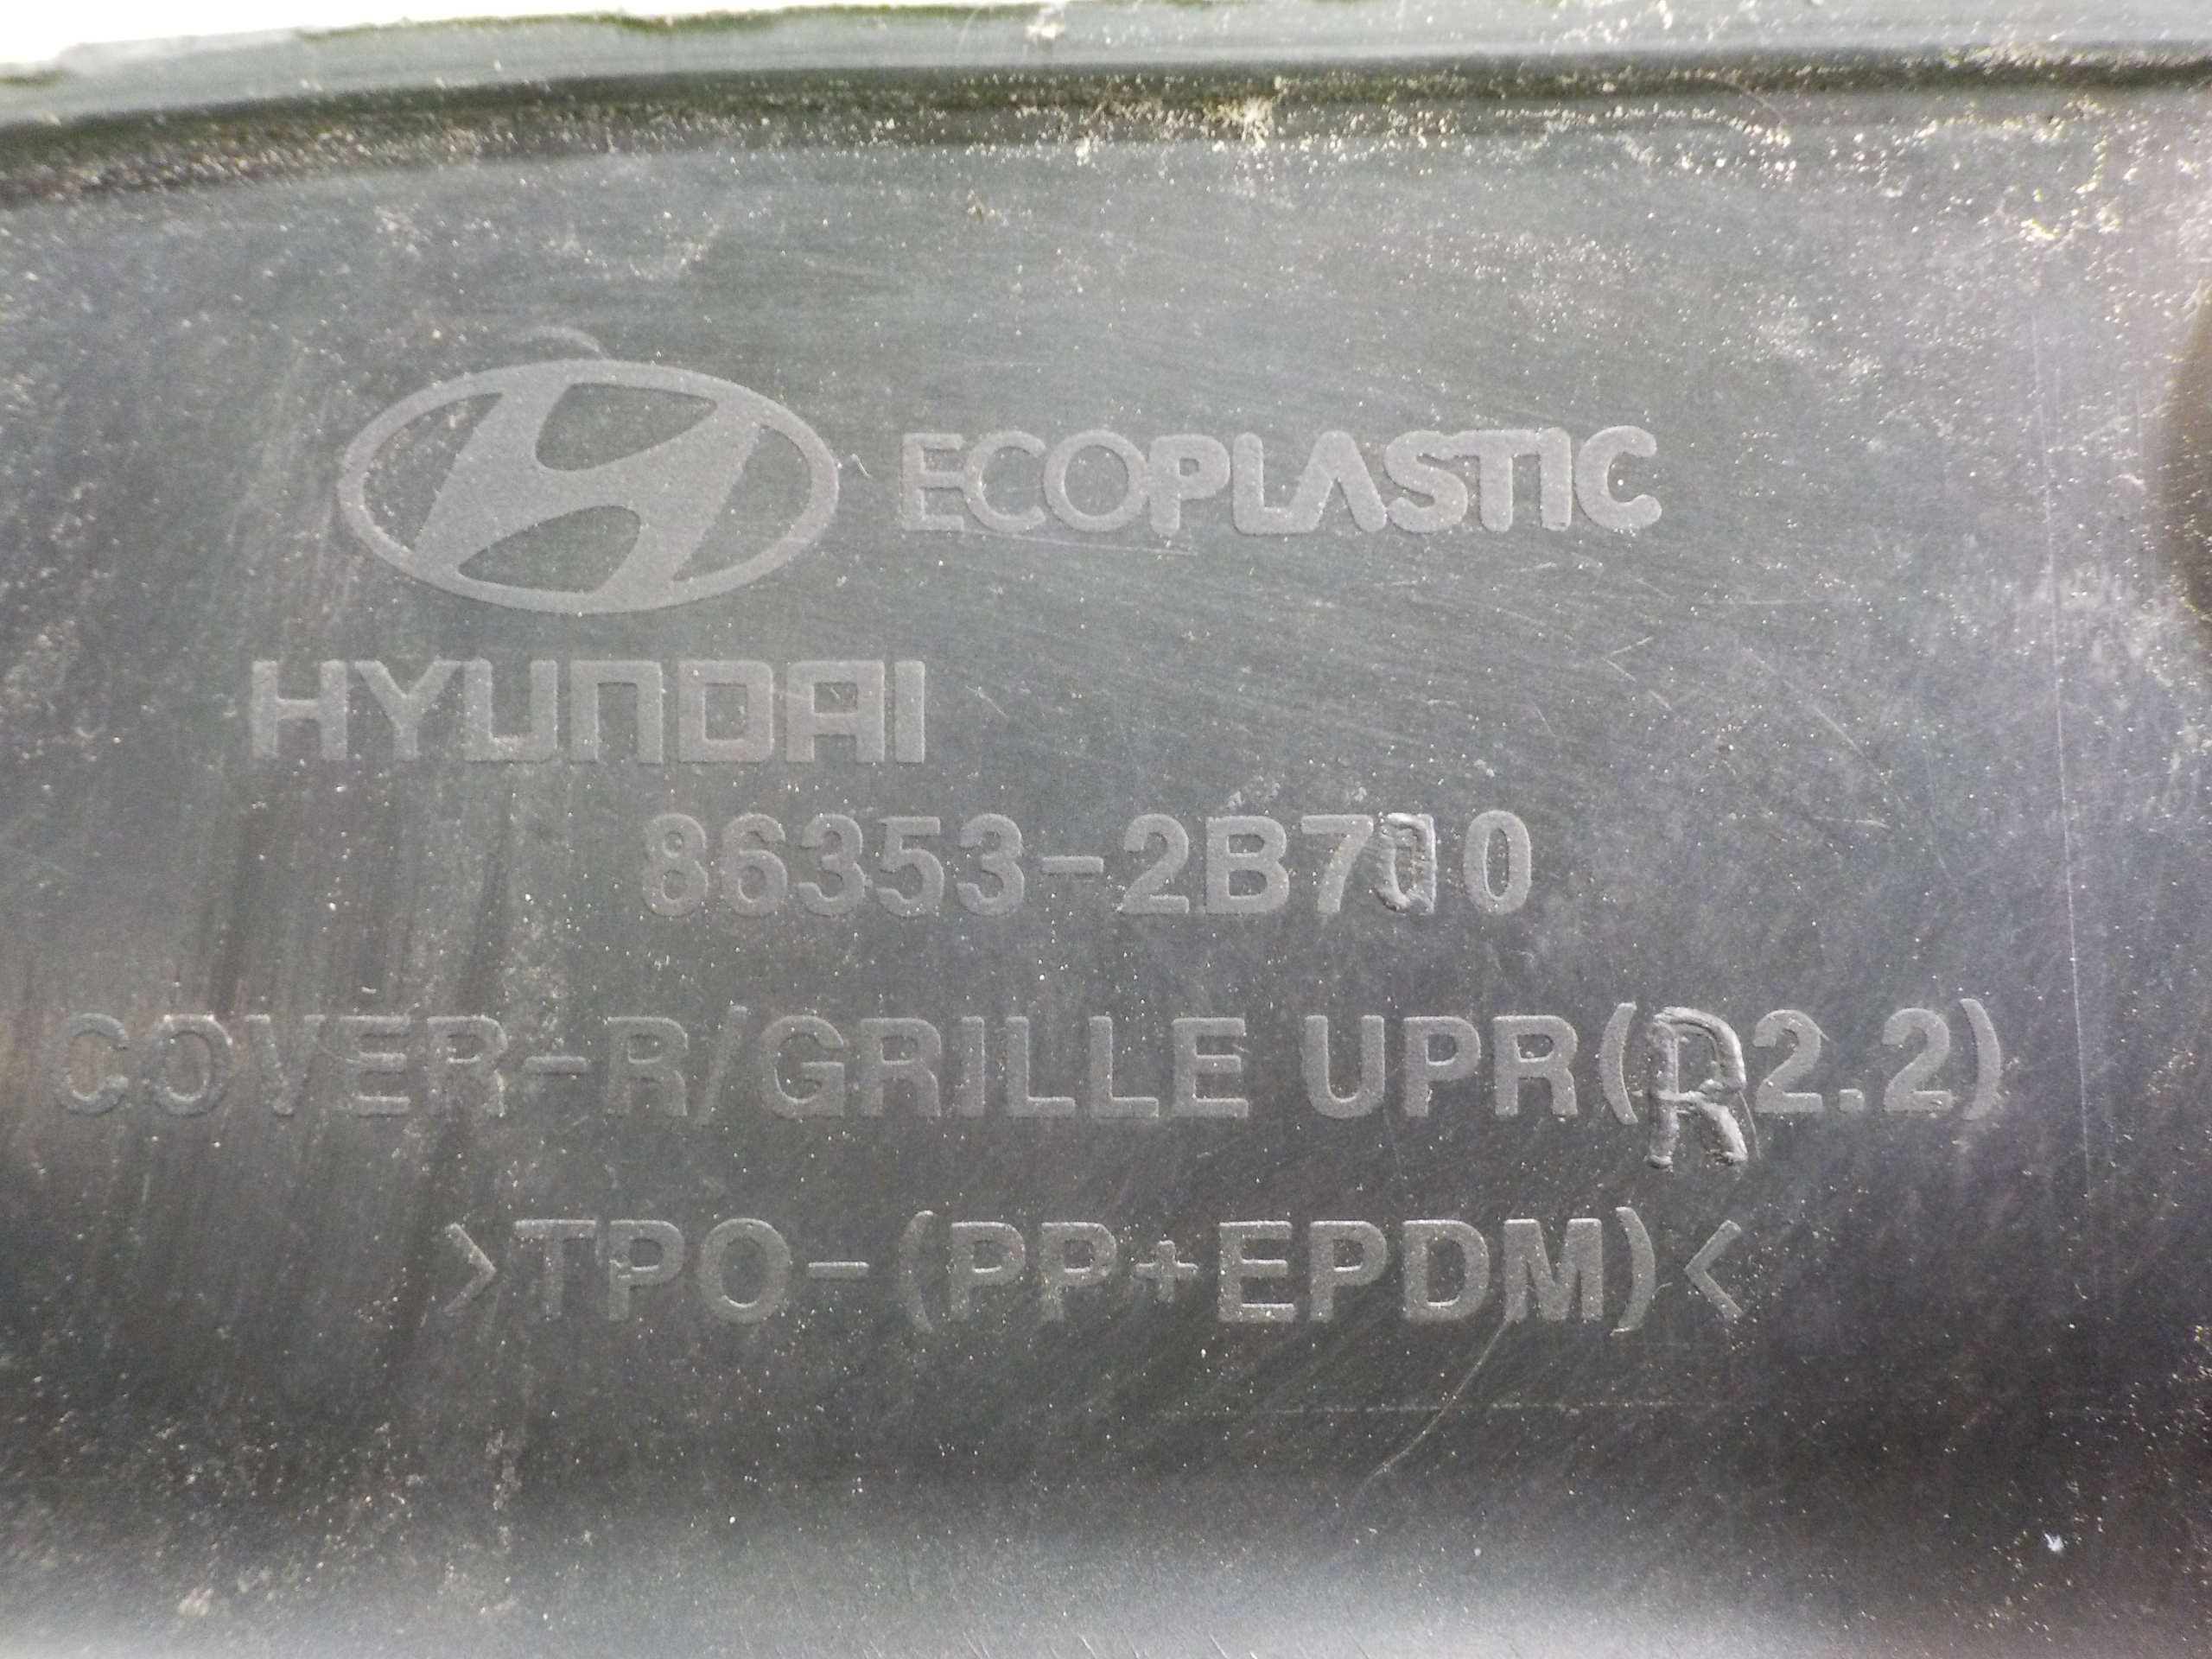 ECOPLASTIC
HYUNDAI
86353-2B700
COVER-R/GRILLE UPR(R2.2)
>TPO-(PP+EPDM)<